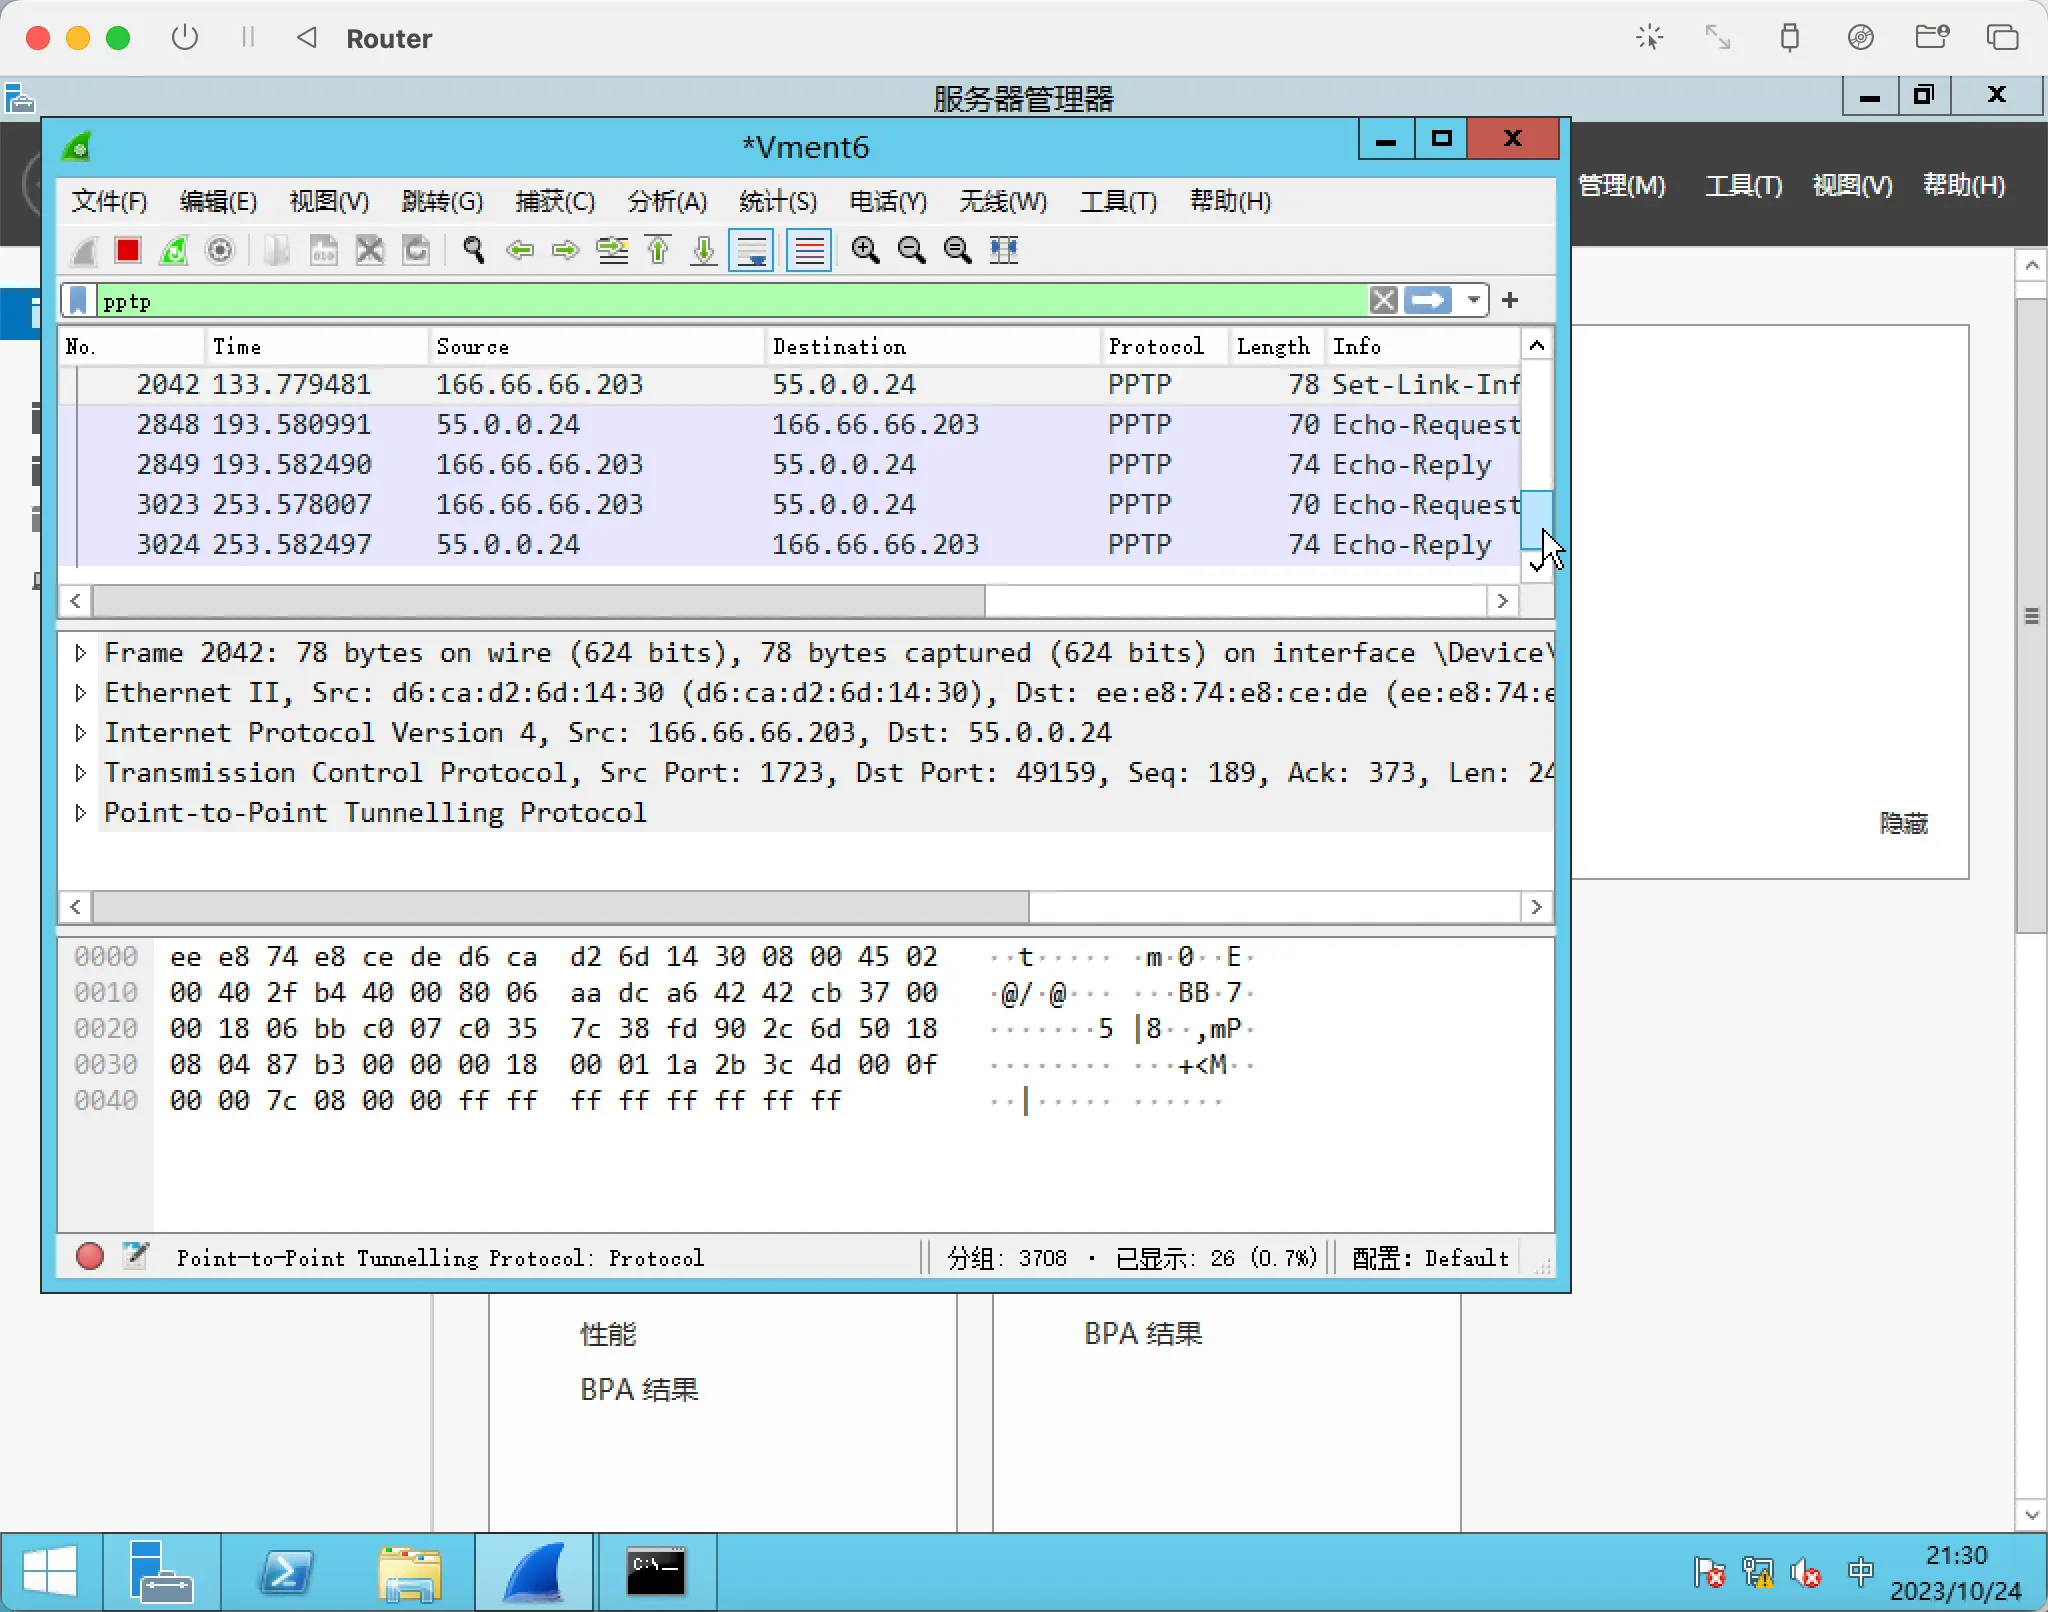 Router
服务器管理器
管理(M) 工具(T) 视图(V) 帮助(H)
*Vment6
文件(F) 编辑(E) 视图(V) 跳转(G) 捕获(C) 分析(A) 统计(S) 电话(Y) 无线(W) 工具(T) 帮助(H)
pptp
No. Time Source Destination Protocol Length Info
2042 133.779481 166.66.66.203 55.0.0.24 PPTP 78 Set-Link-Inf
2848 193.580991 55.0.0.24 166.66.66.203 PPTP 70 Echo-Request
2849 193.582490 166.66.66.203 55.0.0.24 PPTP 74 Echo-Reply
3023 253.578007 166.66.66.203 55.0.0.24 PPTP 70 Echo-Request
3024 253.582497 55.0.0.24 166.66.66.203 PPTP 74 Echo-Reply
Frame 2042: 78 bytes on wire (624 bits), 78 bytes captured (624 bits) on interface \Device\
Ethernet II, Src: d6:ca:d2:6d:14:30 (d6:ca:d2:6d:14:30), Dst: ee:e8:74:e8:ce:de (ee:e8:74:e
Internet Protocol Version 4, Src: 166.66.66.203, Dst: 55.0.0.24
Transmission Control Protocol, Src Port: 1723, Dst Port: 49159, Seq: 189, Ack: 373, Len: 24
Point-to-Point Tunnelling Protocol
隐藏
0000 ee e8 74 e8 ce de d6 ca d2 6d 14 30 08 00 45 02 ··t····· ·m·0··E·
0010 00 40 2f b4 40 00 80 06 aa dc a6 42 42 cb 37 00 ·@/·@··· ···BB·7·
0020 00 18 06 bb c0 07 c0 35 7c 38 fd 90 2c 6d 50 18 ·······5 |8··,mP·
0030 08 04 87 b3 00 00 00 18 00 01 1a 2b 3c 4d 00 0f ········ ···+<M··
0040 00 00 7c 08 00 00 ff ff ff ff ff ff ff ff ··|····· ······
Point-to-Point Tunnelling Protocol: Protocol 分组: 3708 · 已显示: 26 (0.7%) 配置: Default
性能
BPA 结果
BPA 结果
C:\
中
21:30
2023/10/24